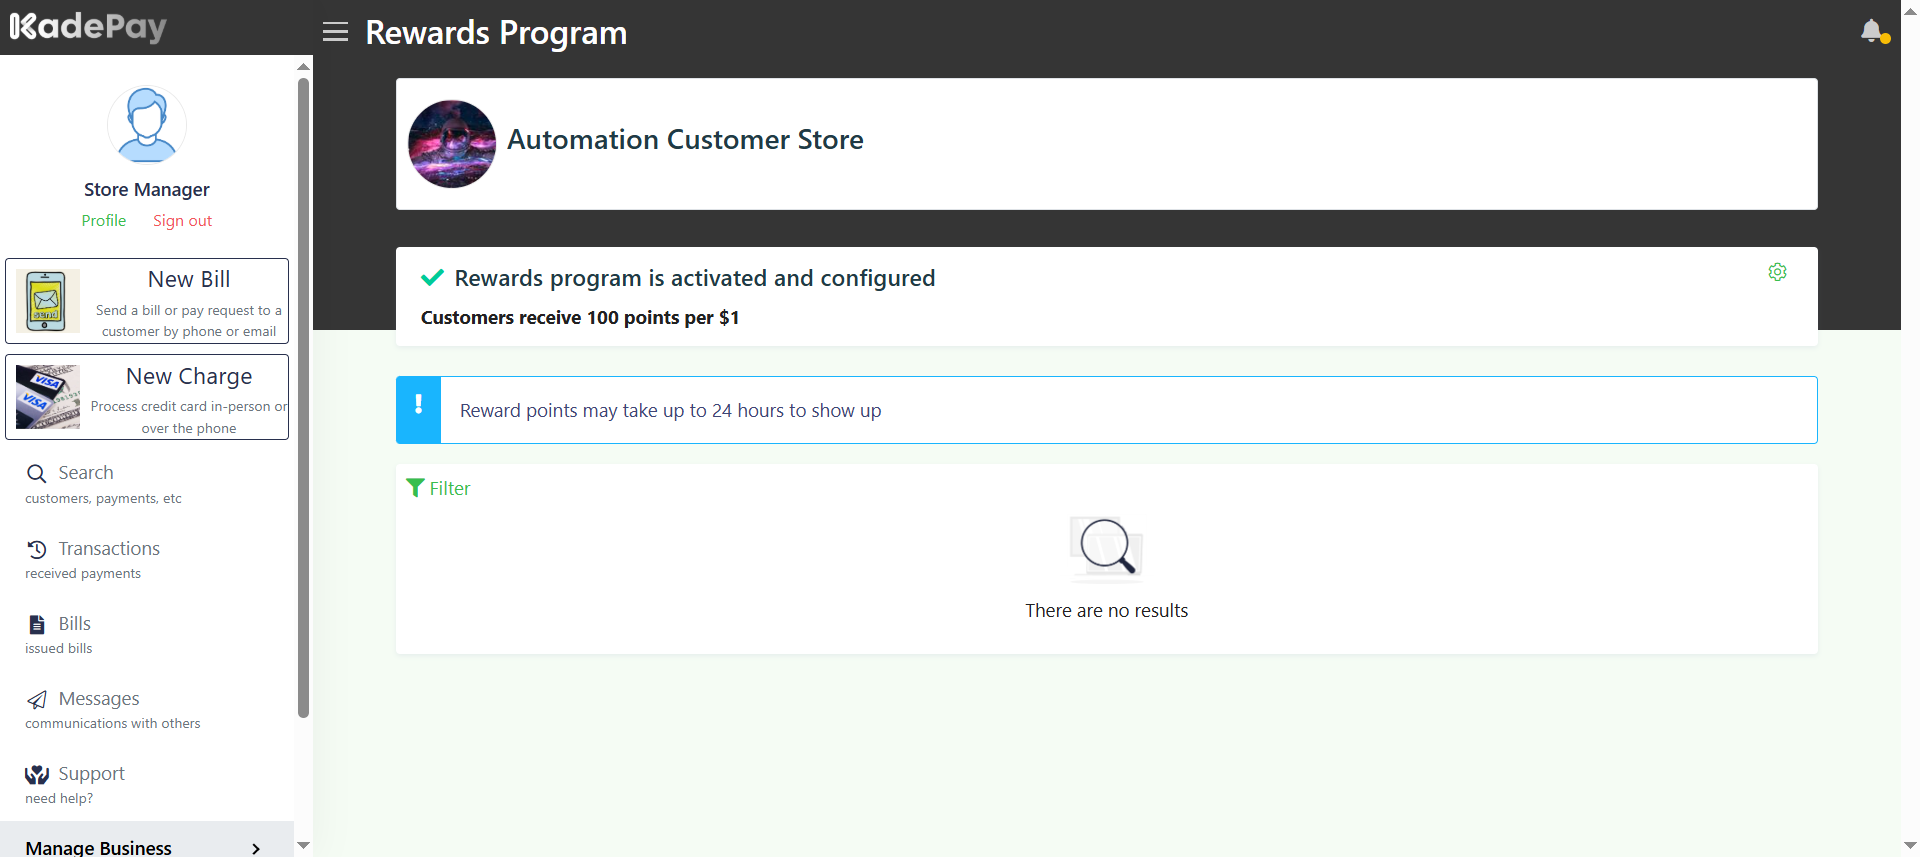 KadePay
Rewards Program
Store Manager
Profile
Sign out
New Bill
Send a bill or pay request to a
customer by phone or email
send
New Charge
Process credit card in-person or
over the phone
VISA
VISA
Search
customers, payments, etc
Transactions
received payments
Bills
issued bills
Messages
communications with others
Support
need help?
Manage Business
Automation Customer Store
Rewards program is activated and configured
Customers receive 100 points per $1
Reward points may take up to 24 hours to show up
Filter
There are no results